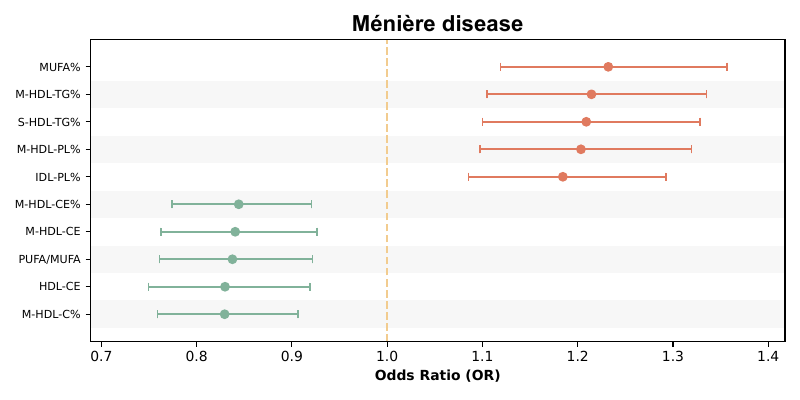 Ménière disease
MUFA%
M-HDL-TG%
S-HDL-TG%
M-HDL-PL%
IDL-PL%
M-HDL-CE%
M-HDL-CE
PUFA/MUFA
HDL-CE
M-HDL-C%
0.7 0.8 0.9 1.0 1.1 1.2 1.3 1.4
Odds Ratio (OR)